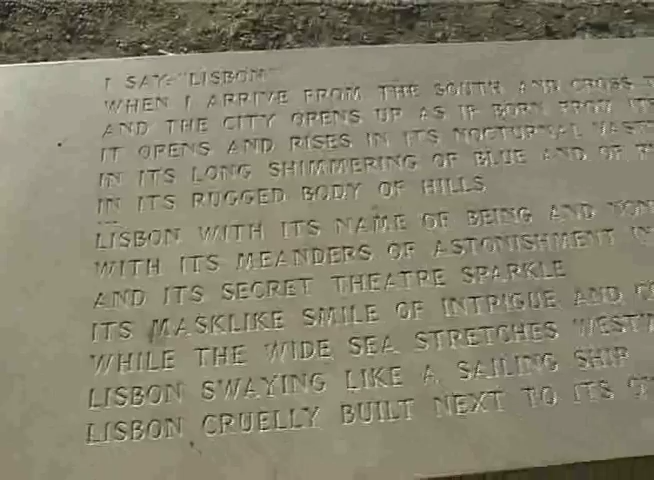 I SAY: "LISBON"
WHEN I ARRIVE FROM THE SOUTH AND CROSS
AND THE CITY OPENS UP AS IF BORN FROM ITS
IT OPENS AND RISES IN ITS NOCTURNAL
IN ITS LONG SHIMMERING OF BLUE AND OF
IN ITS RUGGED BODY OF HILLS
...
LISBON WITH ITS NAME OF BEING AND
WITH ITS MEANDERS OF ASTONISHMENT
AND ITS SECRET THEATRE SPARKLE
ITS MASKLIKE SMILE OF INTRIGUE AND
WHILE THE WIDE SEA STRETCHES
LISBON SWAYING LIKE A SAILING SHIP
LISBON CRUELLY BUILT NEXT TO ITS